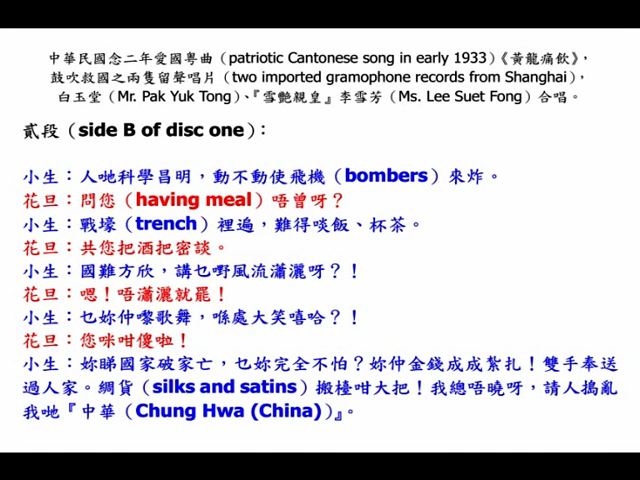 中華民國念二年愛國粵曲（patriotic Cantonese song in early 1933）《黃龍痛飲》，
鼓吹救國之兩隻留聲唱片（two imported gramophone records from Shanghai），
白玉堂（Mr. Pak Yuk Tong）、『雪艷親皇』李雪芳（Ms. Lee Suet Fong）合唱。
貳段（side B of disc one）：
小生：人哋科學昌明，動不動使飛機（bombers）來炸。
花旦：問您（having meal）唔曾呀？
小生：戰壕（trench）裡遍，難得啖飯、杯茶。
花旦：共您把酒把密談。
小生：國難方欣，講乜嘢風流瀟灑呀？！
花旦：嗯！唔瀟灑就罷！
小生：乜妳仲嚟歌舞，喺處大笑嘻哈？！
花旦：您咪咁傻啦！
小生：妳睇國家破家亡，乜妳完全不怕？妳仲金錢成成紮扎！雙手奉送
過人家。綢貨（silks and satins）搬檯咁大把！我總唔曉呀，請人搗亂
我哋『中華（Chung Hwa (China)）』。